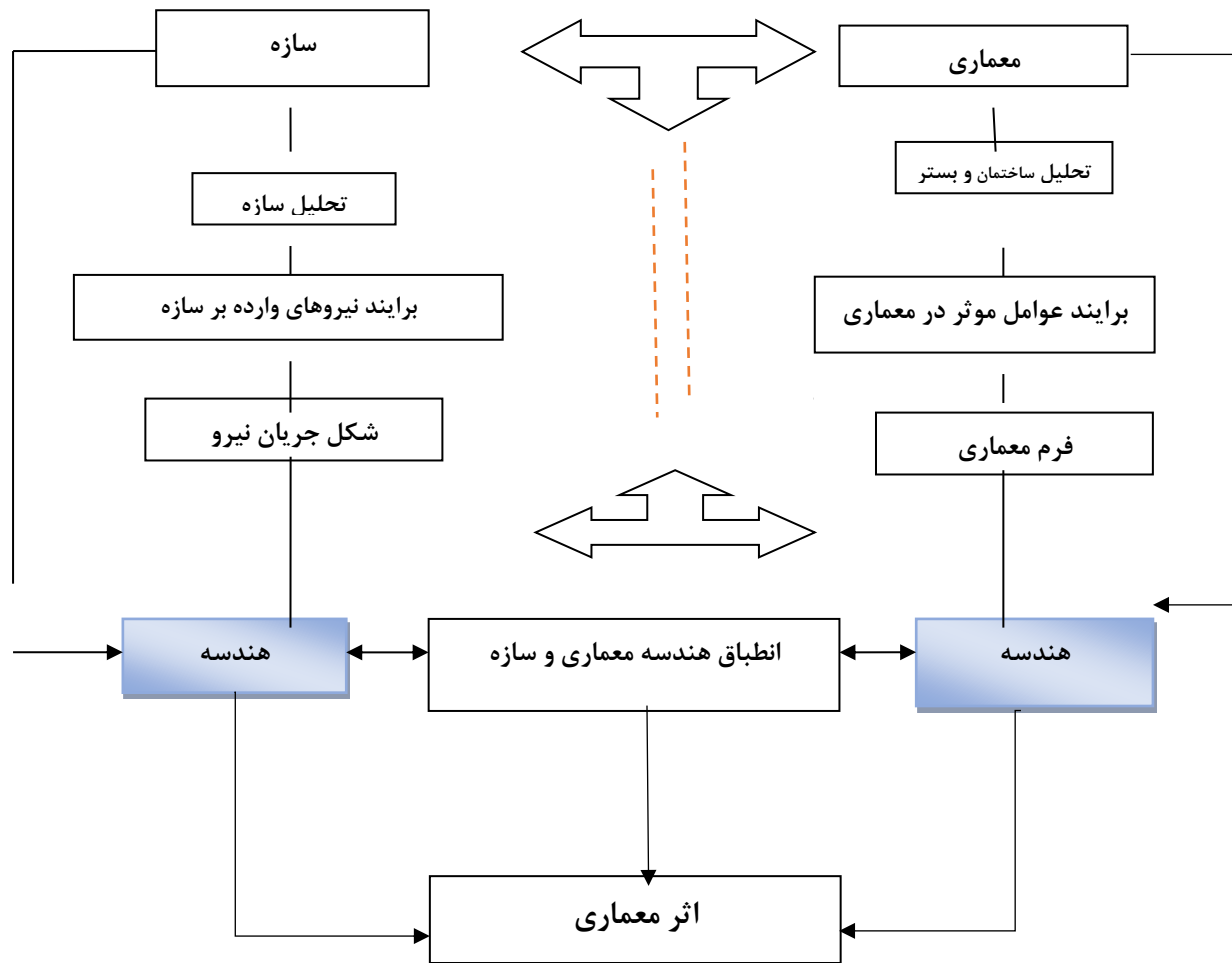 معماری
سازه
تحلیل ساختمان و بستر
تحلیل سازه
برایند عوامل موثر در معماری
برایند نیروهای وارده بر سازه
فرم معماری
شکل جریان نیرو
هندسه
انطباق هندسه معماری و سازه
هندسه
اثر معماری